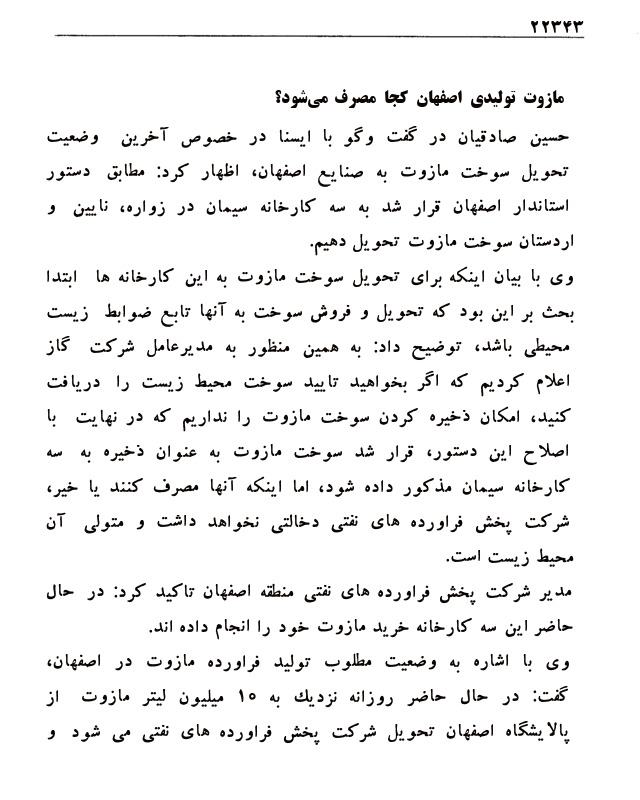 ۲۲۳۴۳
مازوت تولیدی اصفهان کجا مصرف می‌شود؟
حسین صادقیان در گفت وگو با ایسنا در خصوص آخرین وضعیت
تحویل سوخت مازوت به صنایع اصفهان، اظهار کرد: مطابق دستور
استاندار اصفهان قرار شد به سه کارخانه سیمان در زواره، نایین و
اردستان سوخت مازوت تحویل دهیم.
وی با بیان اینکه برای تحویل سوخت مازوت به این کارخانه ها ابتدا
بحث بر این بود که تحویل و فروش سوخت به آنها تابع ضوابط زیست
محیطی باشد، توضیح داد: به همین منظور به مدیرعامل شرکت گاز
اعلام کردیم که اگر بخواهید تایید سوخت محیط زیست را دریافت
کنید، امکان ذخیره کردن سوخت مازوت را نداریم که در نهایت با
اصلاح این دستور، قرار شد سوخت مازوت به عنوان ذخیره به سه
کارخانه سیمان مذکور داده شود، اما اینکه آنها مصرف کنند یا خیر،
شرکت پخش فراورده های نفتی دخالتی نخواهد داشت و متولی آن
محیط زیست است.
مدیر شرکت پخش فراورده های نفتی منطقه اصفهان تاکید کرد: در حال
حاضر این سه کارخانه خرید مازوت خود را انجام داده اند.
وی با اشاره به وضعیت مطلوب تولید فراورده مازوت در اصفهان،
گفت: در حال حاضر روزانه نزدیك به ۱۵ میلیون لیتر مازوت از
پالایشگاه اصفهان تحویل شرکت پخش فراورده های نفتی می شود و